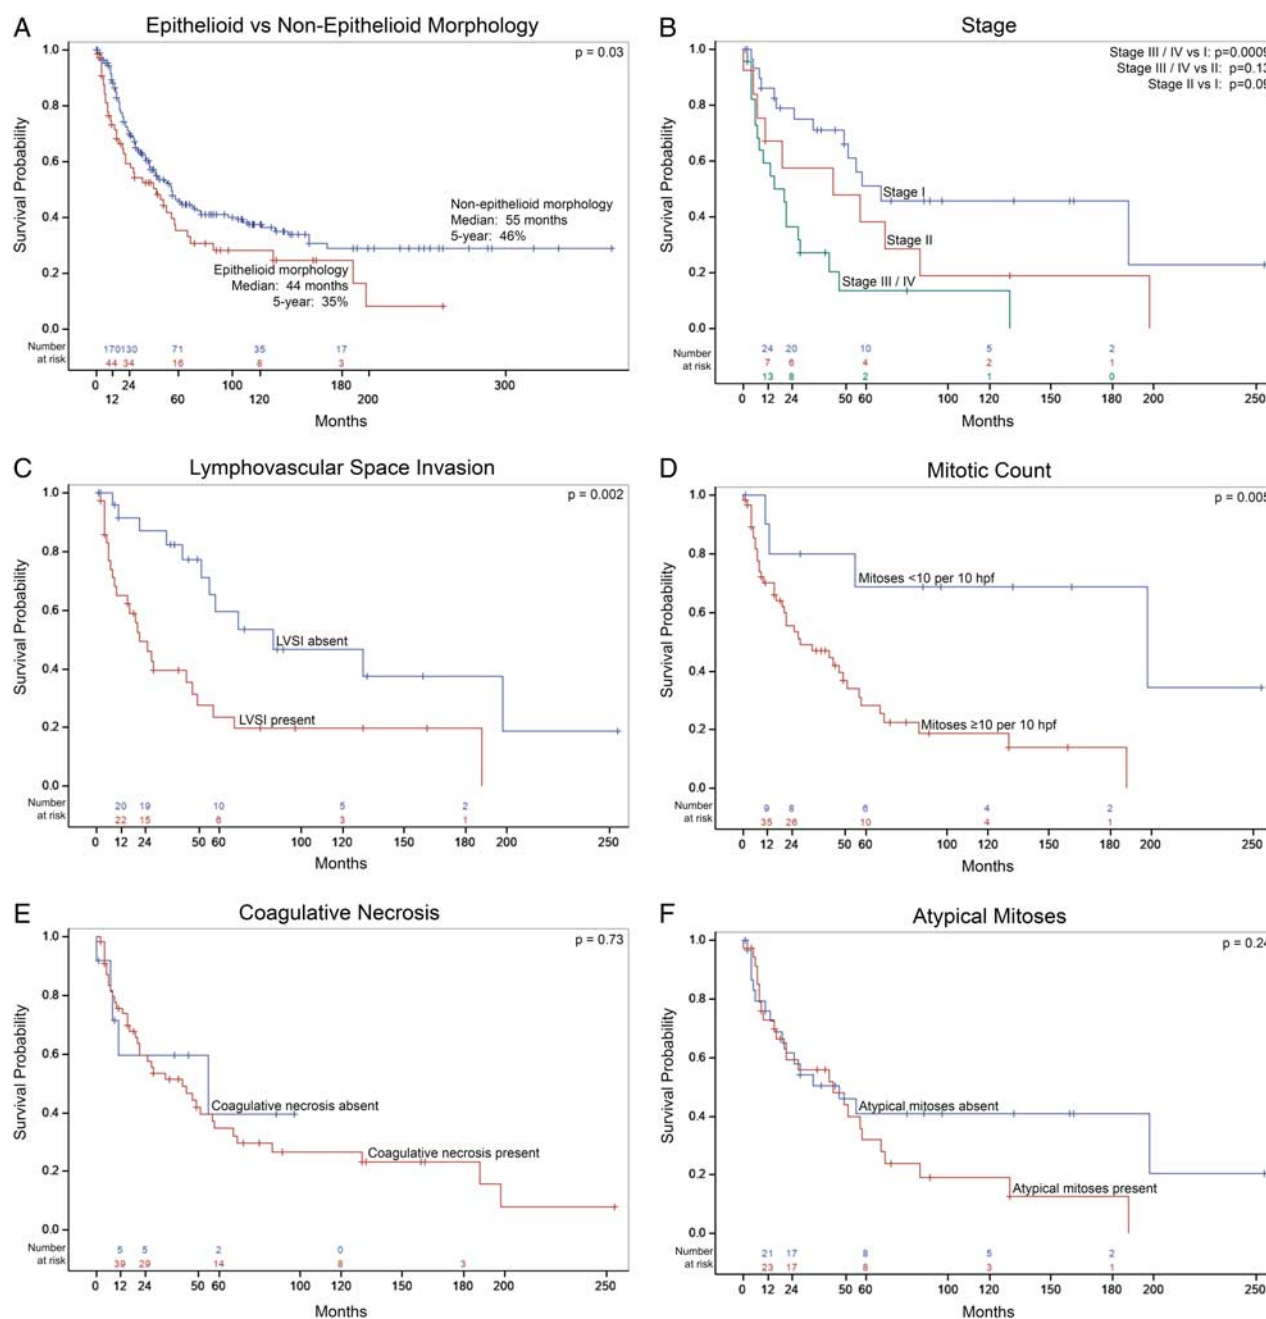 A
Epithelioid vs Non-Epithelioid Morphology
p = 0.03
Survival Probability
1.0
0.8
0.6
0.4
0.2
0.0
Non-epithelioid morphology
Median: 55 months
5-year: 46%
Epithelioid morphology
Median: 44 months
5-year: 35%
Number at risk
170 130 71 35 17
44 34 16 8 3
0 24 100 180 200 300
12 60 120
Months
B
Stage
Stage III / IV vs I: p=0.0009
Stage III / IV vs II: p=0.13
Stage II vs I: p=0.09
Survival Probability
1.0
0.8
0.6
0.4
0.2
0.0
Stage I
Stage II
Stage III / IV
Number at risk
24 20 10 5 2
7 6 4 2 1
13 8 2 1 0
0 12 24 50 60 100 120 150 180 200 250
Months
C
Lymphovascular Space Invasion
p = 0.002
Survival Probability
1.0
0.8
0.6
0.4
0.2
0.0
LVSI absent
LVSI present
Number at risk
20 19 10 5 2
22 15 6 3 1
0 12 24 50 60 100 120 150 180 200 250
Months
D
Mitotic Count
p = 0.005
Survival Probability
1.0
0.8
0.6
0.4
0.2
0.0
Mitoses <10 per 10 hpf
Mitoses ≥10 per 10 hpf
Number at risk
9 8 6 4 2
35 26 10 4 1
0 12 24 50 60 100 120 150 180 200 250
Months
E
Coagulative Necrosis
p = 0.73
Survival Probability
1.0
0.8
0.6
0.4
0.2
0.0
Coagulative necrosis absent
Coagulative necrosis present
Number at risk
5 5 2 0
39 29 14 8 3
0 12 24 50 60 100 120 150 180 200 250
Months
F
Atypical Mitoses
p = 0.24
Survival Probability
1.0
0.8
0.6
0.4
0.2
0.0
Atypical mitoses absent
Atypical mitoses present
Number at risk
21 17 8 5 2
23 17 8 3 1
0 12 24 50 60 100 120 150 180 200 250
Months